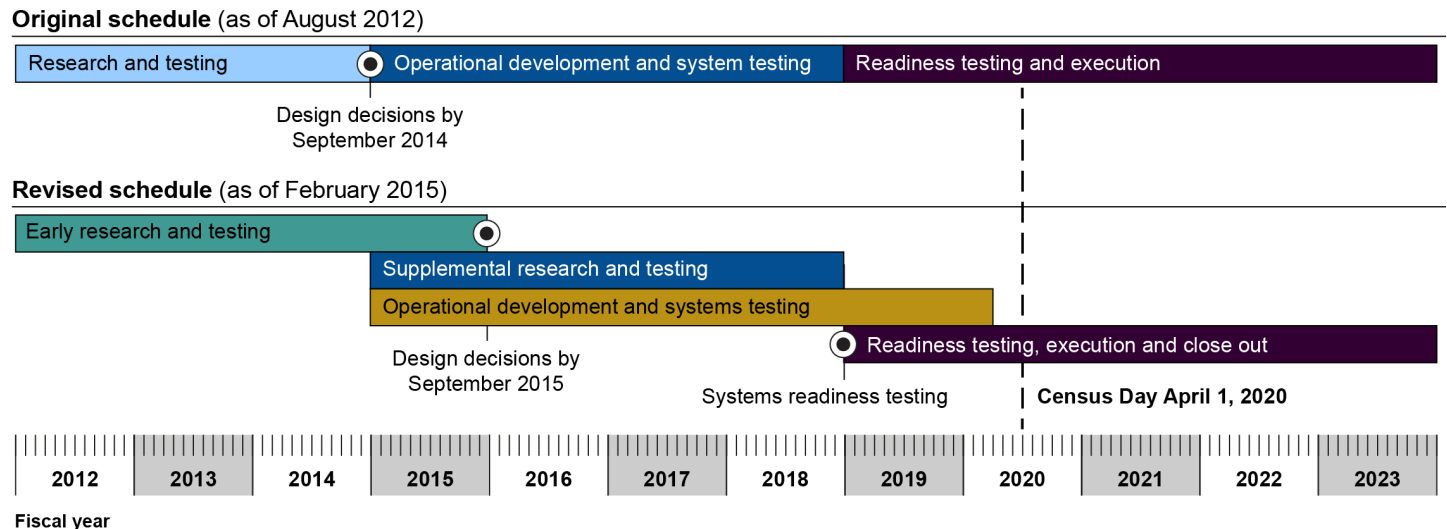 Original schedule (as of August 2012)
Research and testing
Operational development and system testing
Readiness testing and execution
Design decisions by
September 2014
Revised schedule (as of February 2015)
Early research and testing
Supplemental research and testing
Operational development and systems testing
Readiness testing, execution and close out
Design decisions by
September 2015
Systems readiness testing
Census Day April 1, 2020
2012 2013 2014 2015 2016 2017 2018 2019 2020 2021 2022 2023
Fiscal year